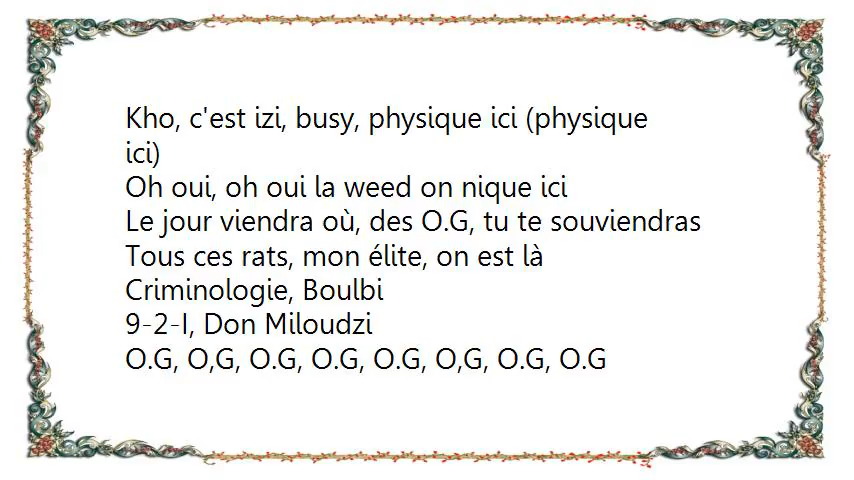 Kho, c'est izi, busy, physique ici (physique
ici)
Oh oui, oh oui la weed on nique ici
Le jour viendra où, des O.G, tu te souviendras
Tous ces rats, mon élite, on est là
Criminologie, Boulbi
9-2-I, Don Miloudzi
O.G, O,G, O.G, O.G, O.G, O,G, O.G, O.G